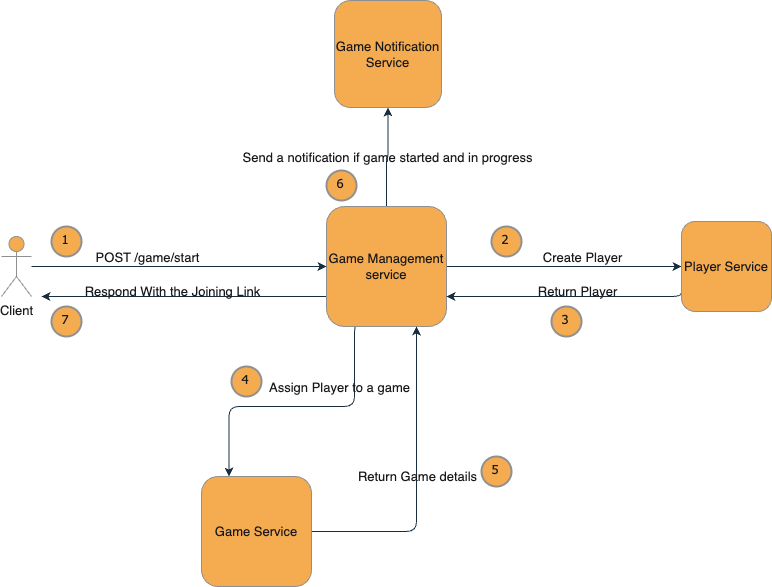 Game Notification
Service
Send a notification if game started and in progress
6
1
2
POST /game/start
Game Management
service
Create Player
Player Service
Respond With the Joining Link
Return Player
Client
7
3
4
Assign Player to a game
Return Game details
5
Game Service